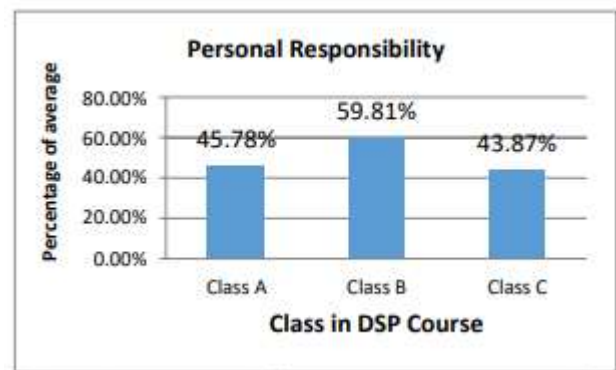 Personal Responsibility
Percentage of average
80.00%
60.00%
40.00%
20.00%
0.00%
45.78%
59.81%
43.87%
Class A
Class B
Class C
Class in DSP Course